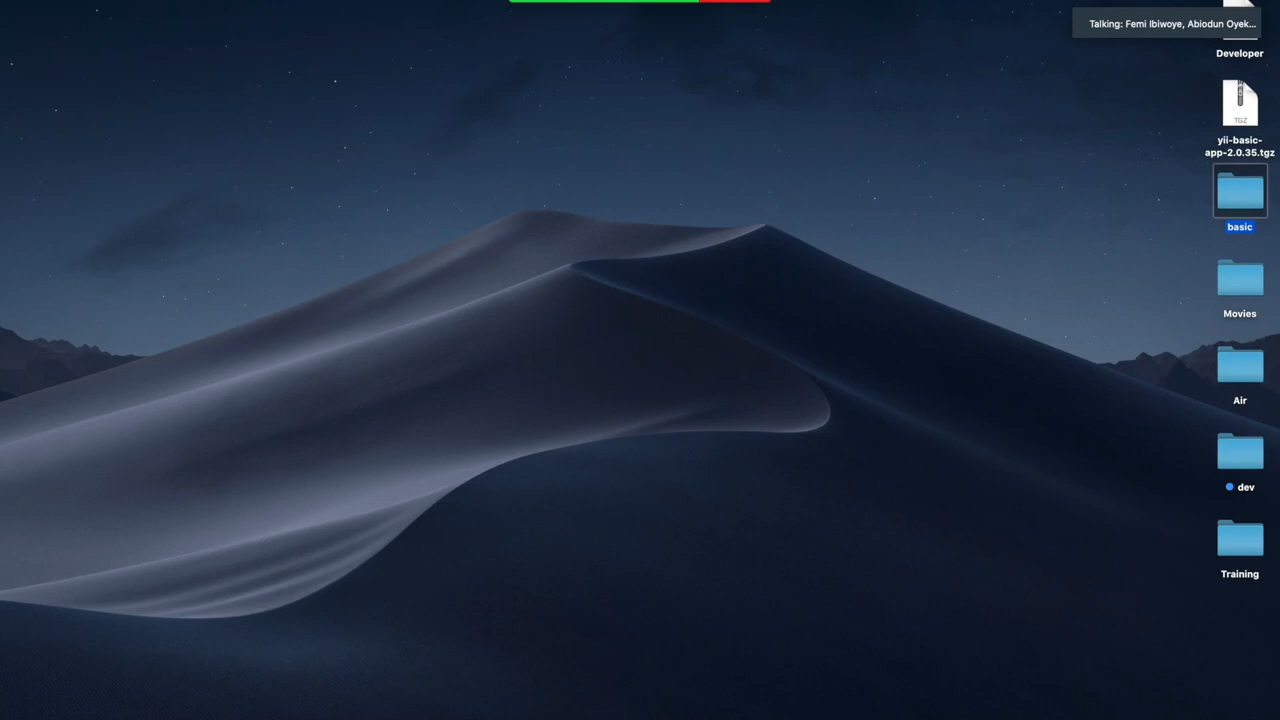 Talking: Femi Ibiwoye, Abiodun Oyek...
Developer
TGZ
yii-basic-
app-2.0.35.tgz
basic
Movies
Air
dev
Training